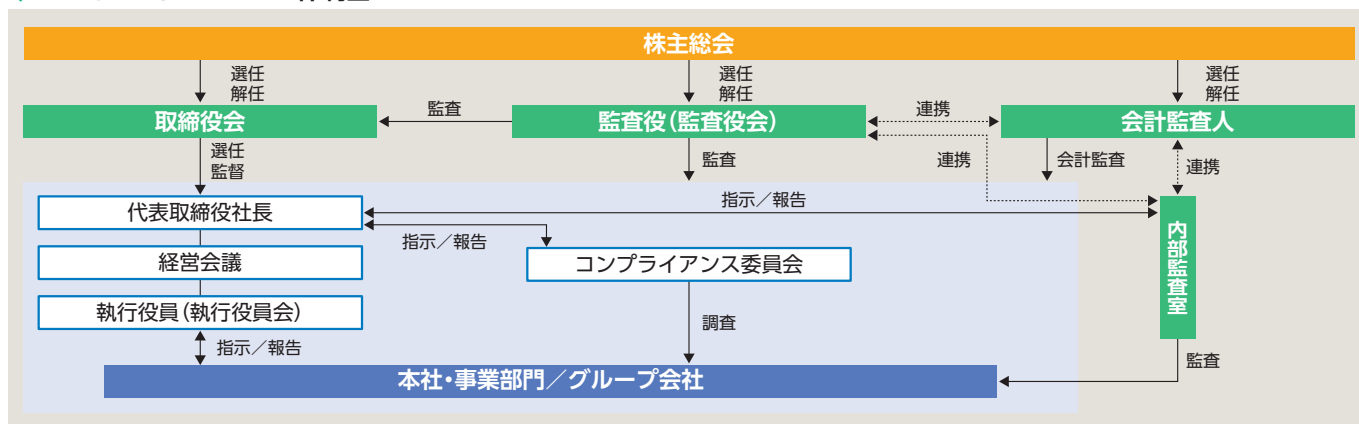 株主総会
選任
解任
選任
解任
選任
解任
取締役会
監査
監査役(監査役会)
連携
会計監査人
選任
監督
監査
連携
会計監査
連携
代表取締役社長
指示／報告
指示／報告
経営会議
コンプライアンス委員会
内部監査室
執行役員(執行役員会)
調査
指示／報告
監査
本社・事業部門／グループ会社